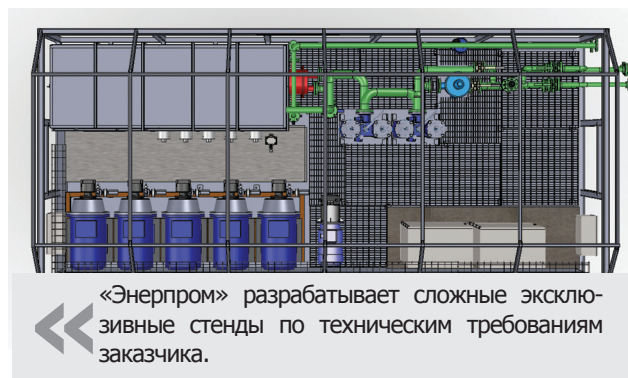 «Энерпром» разрабатывает сложные эксклю-
зивные стенды по техническим требованиям
заказчика.